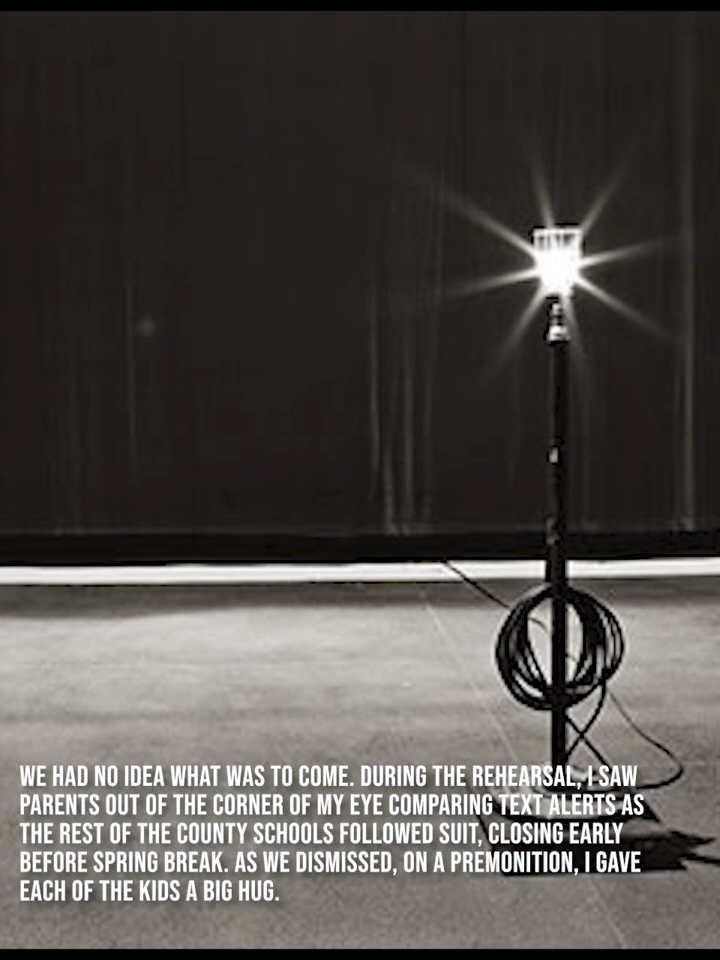 WE HAD NO IDEA WHAT WAS TO COME. DURING THE REHEARSAL, I SAW
PARENTS OUT OF THE CORNER OF MY EYE COMPARING TEXT ALERTS AS
THE REST OF THE COUNTY SCHOOLS FOLLOWED SUIT, CLOSING EARLY
BEFORE SPRING BREAK. AS WE DISMISSED, ON A PREMONITION, I GAVE
EACH OF THE KIDS A BIG HUG.